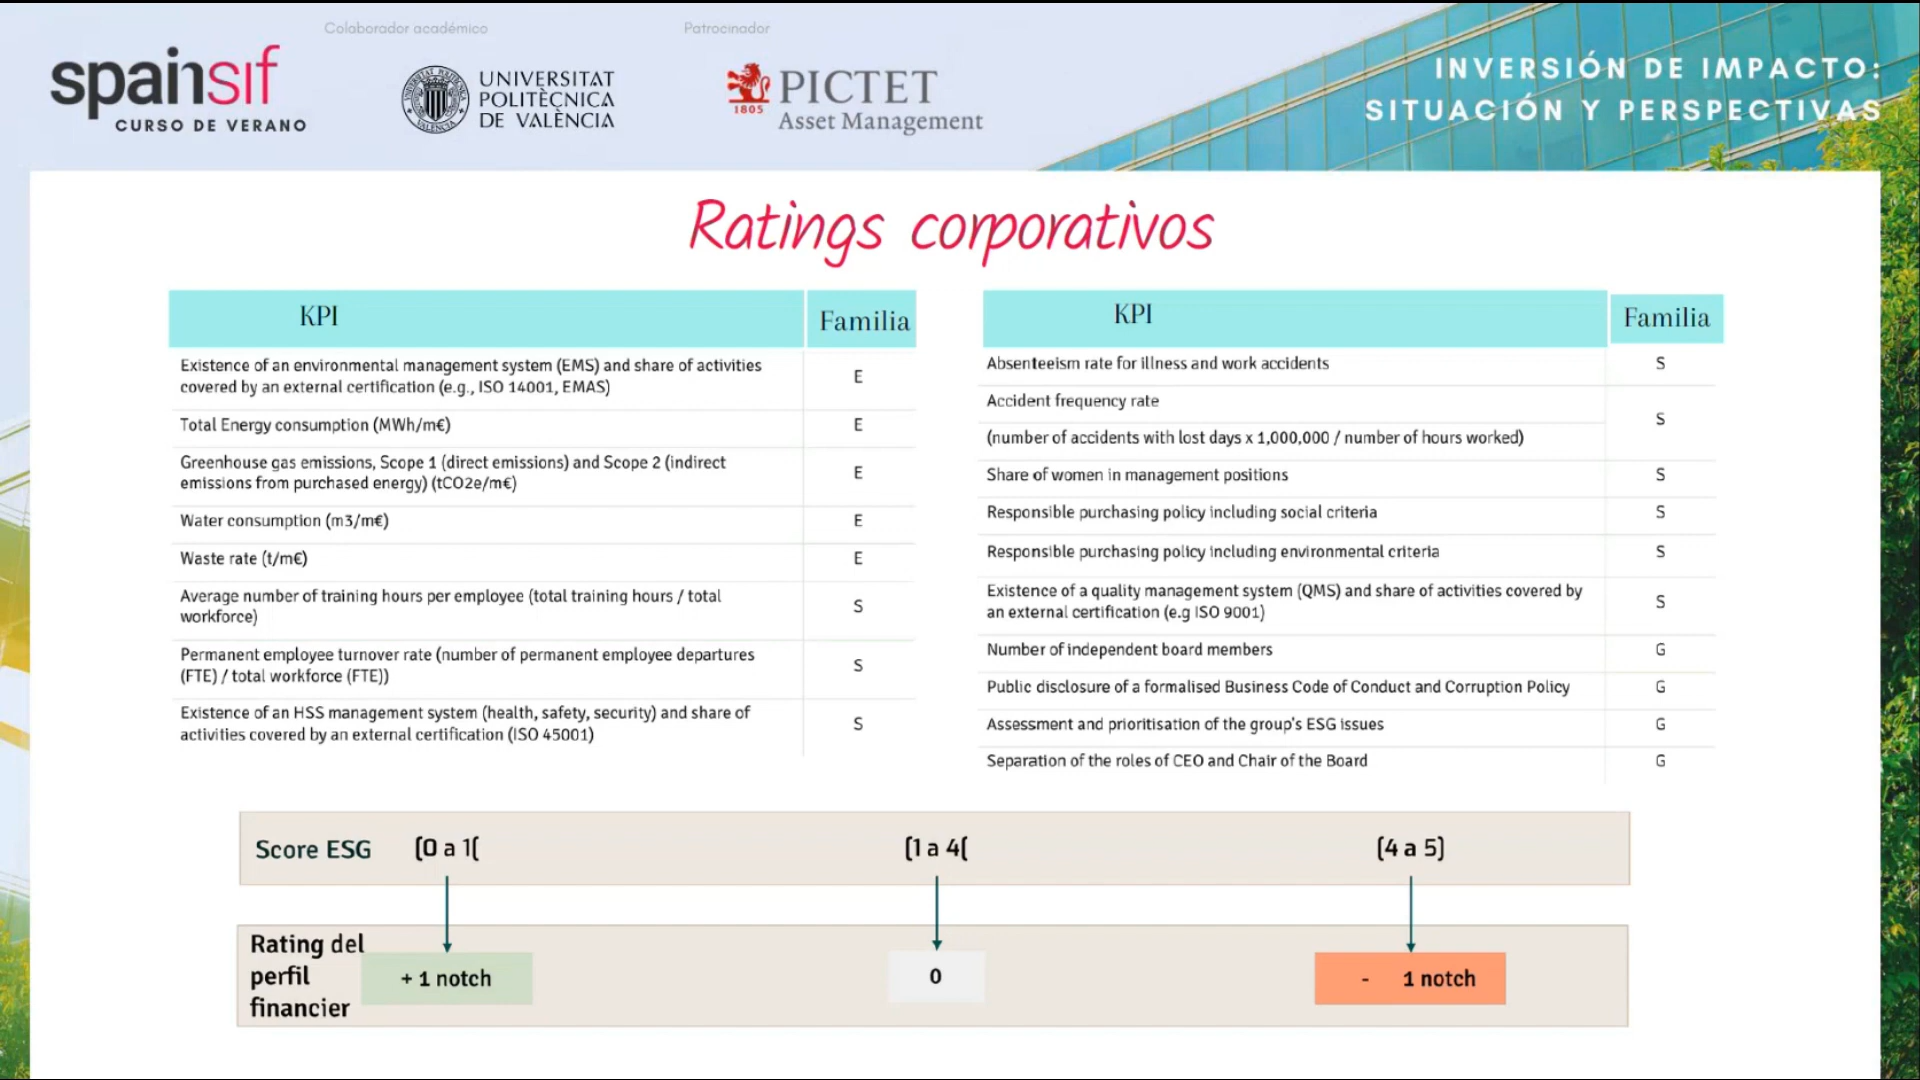 Colaborador académico
Patrocinador
spainsif
CURSO DE VERANO
UNIVERSITAT
POLITÈCNICA
DE VALÈNCIA
PICTET
1805
Asset Management
INVERSIÓN DE IMPACTO:
SITUACIÓN Y PERSPECTIVAS
Ratings corporativos
KPI Familia
Existence of an environmental management system (EMS) and share of activities
covered by an external certification (e.g., ISO 14001, EMAS)
E
Total Energy consumption (MWh/m€) E
Greenhouse gas emissions, Scope 1 (direct emissions) and Scope 2 (indirect
emissions from purchased energy) (tCO2e/m€)
E
Water consumption (m3/m€) E
Waste rate (t/m€) E
Average number of training hours per employee (total training hours / total
workforce)
S
Permanent employee turnover rate (number of permanent employee departures
(FTE) / total workforce (FTE))
S
Existence of an HSS management system (health, safety, security) and share of
activities covered by an external certification (ISO 45001)
S
KPI Familia
Absenteeism rate for illness and work accidents S
Accident frequency rate
(number of accidents with lost days x 1,000,000 / number of hours worked)
S
Share of women in management positions S
Responsible purchasing policy including social criteria S
Responsible purchasing policy including environmental criteria S
Existence of a quality management system (QMS) and share of activities covered by
an external certification (e.g ISO 9001)
S
Number of independent board members G
Public disclosure of a formalised Business Code of Conduct and Corruption Policy G
Assessment and prioritisation of the group's ESG issues G
Separation of the roles of CEO and Chair of the Board G
Score ESG [0 a 1[ [1 a 4[ [4 a 5]
Rating del
perfil
financier
+ 1 notch 0 - 1 notch